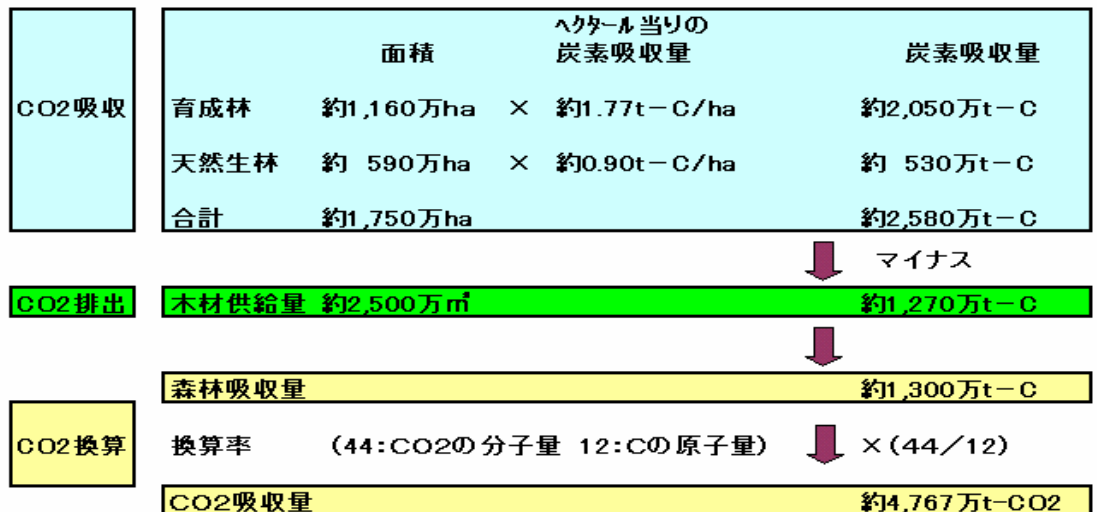 ヘクタール当りの
面積 炭素吸収量 炭素吸収量
CO2吸収 育成林 約1,160万ha × 約1.77t－C/ha 約2,050万t－C
天然生林 約 590万ha × 約0.90t－C/ha 約 530万t－C
合計 約1,750万ha 約2,580万t－C
マイナス
CO2排出 木材供給量 約2,500万㎥ 約1,270万t－C
森林吸収量 約1,300万t－C
CO2換算 換算率 (44:CO2の分子量 12:Cの原子量) ×(44／12)
CO2吸収量 約4,767万t-CO2